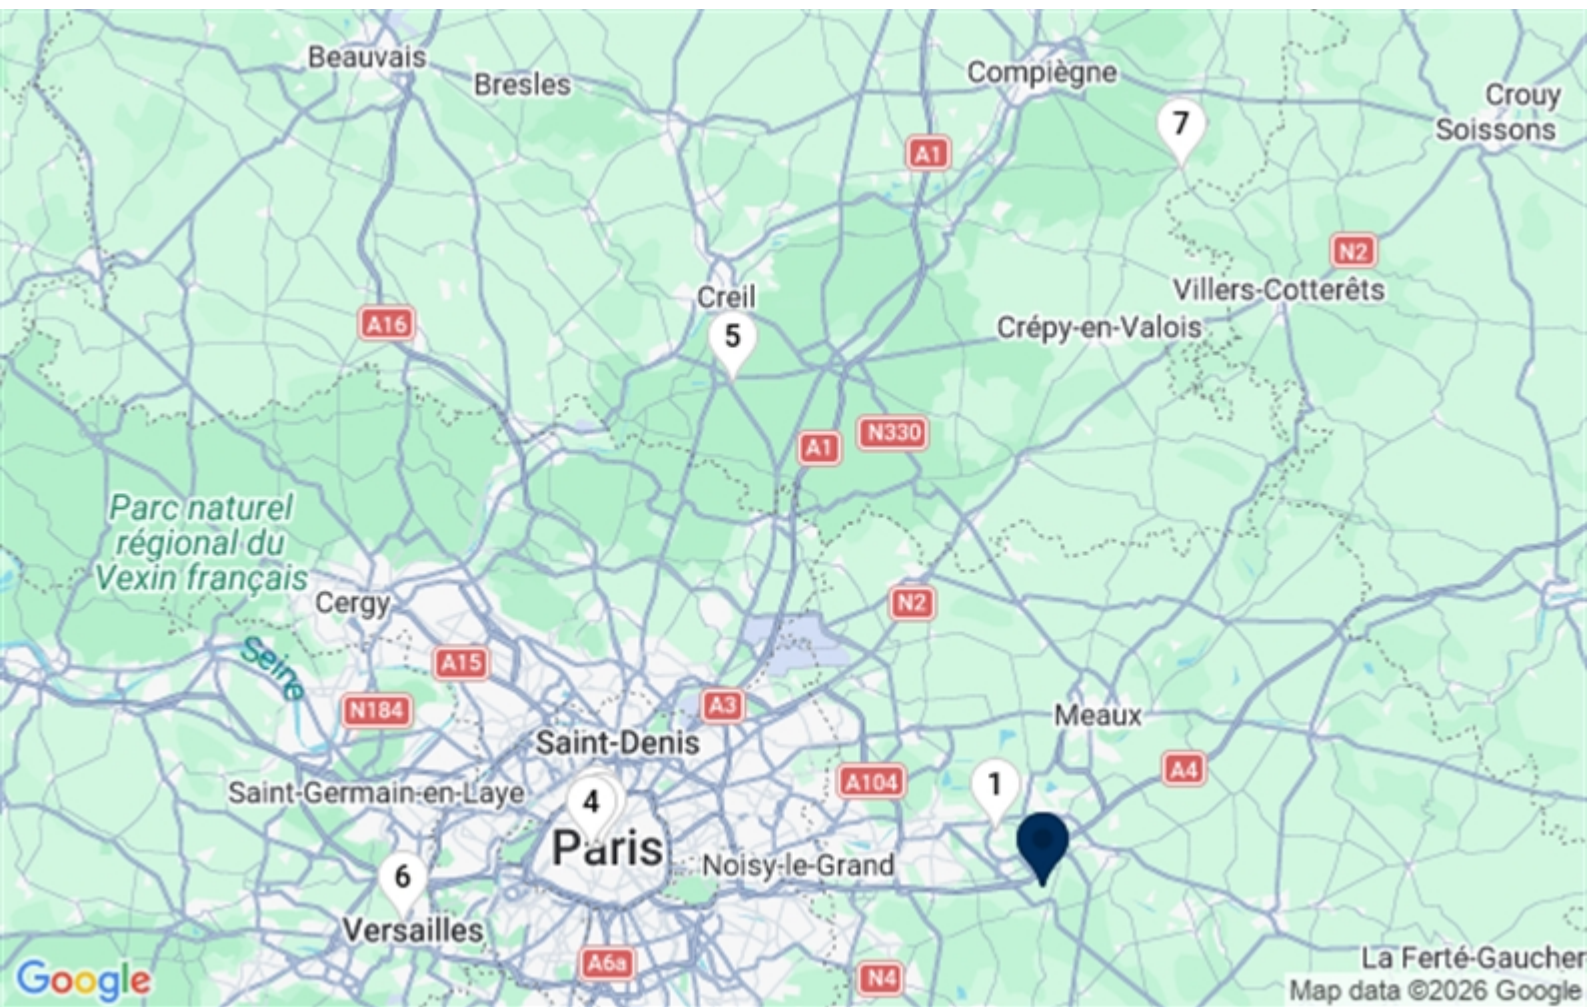 Beauvais
Bresles
Compiègne
Crouy
Soissons
7
A1
N2
Villers-Cotterêts
Creil
A16
Crépy-en-Valois
5
A1
N330
Parc naturel
régional du
Vexin français
Cergy
N2
Seine
A15
N184
A3
Meaux
Saint-Denis
A4
A104
1
Saint-Germain-en-Laye
4
Paris
Noisy-le-Grand
6
Versailles
A6a
N4
La Ferté-Gaucher
Google
Map data ©2026 Google